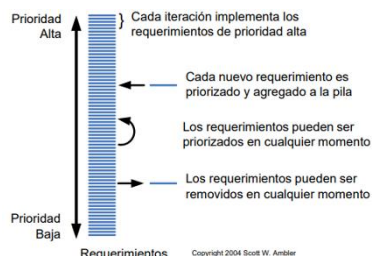 Prioridad
Alta
Cada iteración implementa los
requerimientos de prioridad alta
Cada nuevo requerimiento es
priorizado y agregado a la pila
Los requerimientos pueden ser
priorizados en cualquier momento
Los requerimientos pueden ser
removidos en cualquier momento
Prioridad
Baja
Requerimientos
Copyright 2004 Scott W. Ambler